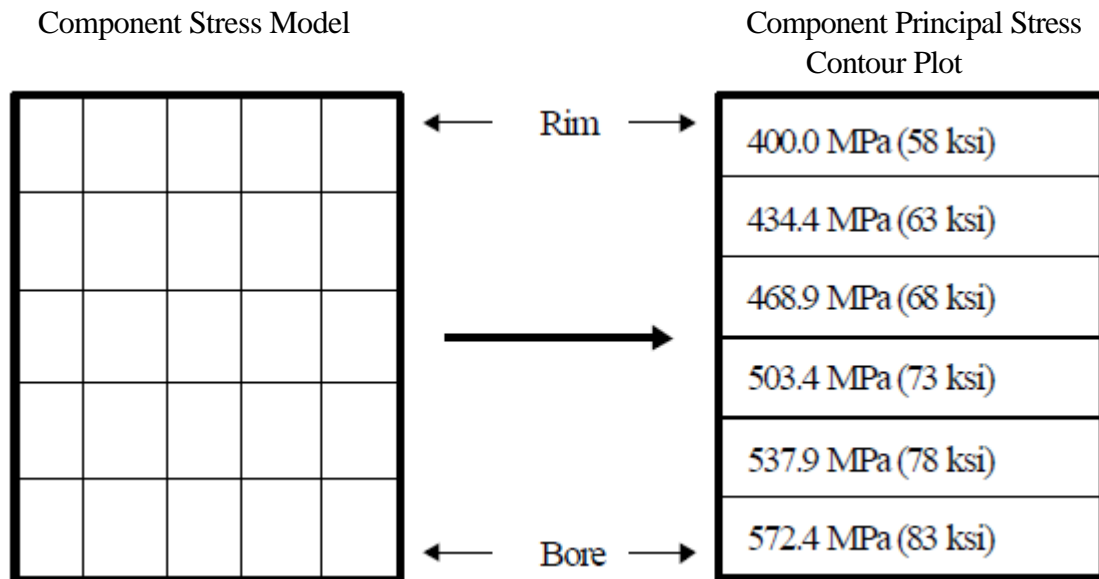 Component Stress Model
Component Principal Stress
Contour Plot
Rim
400.0 MPa (58 ksi)
434.4 MPa (63 ksi)
468.9 MPa (68 ksi)
503.4 MPa (73 ksi)
537.9 MPa (78 ksi)
572.4 MPa (83 ksi)
Bore